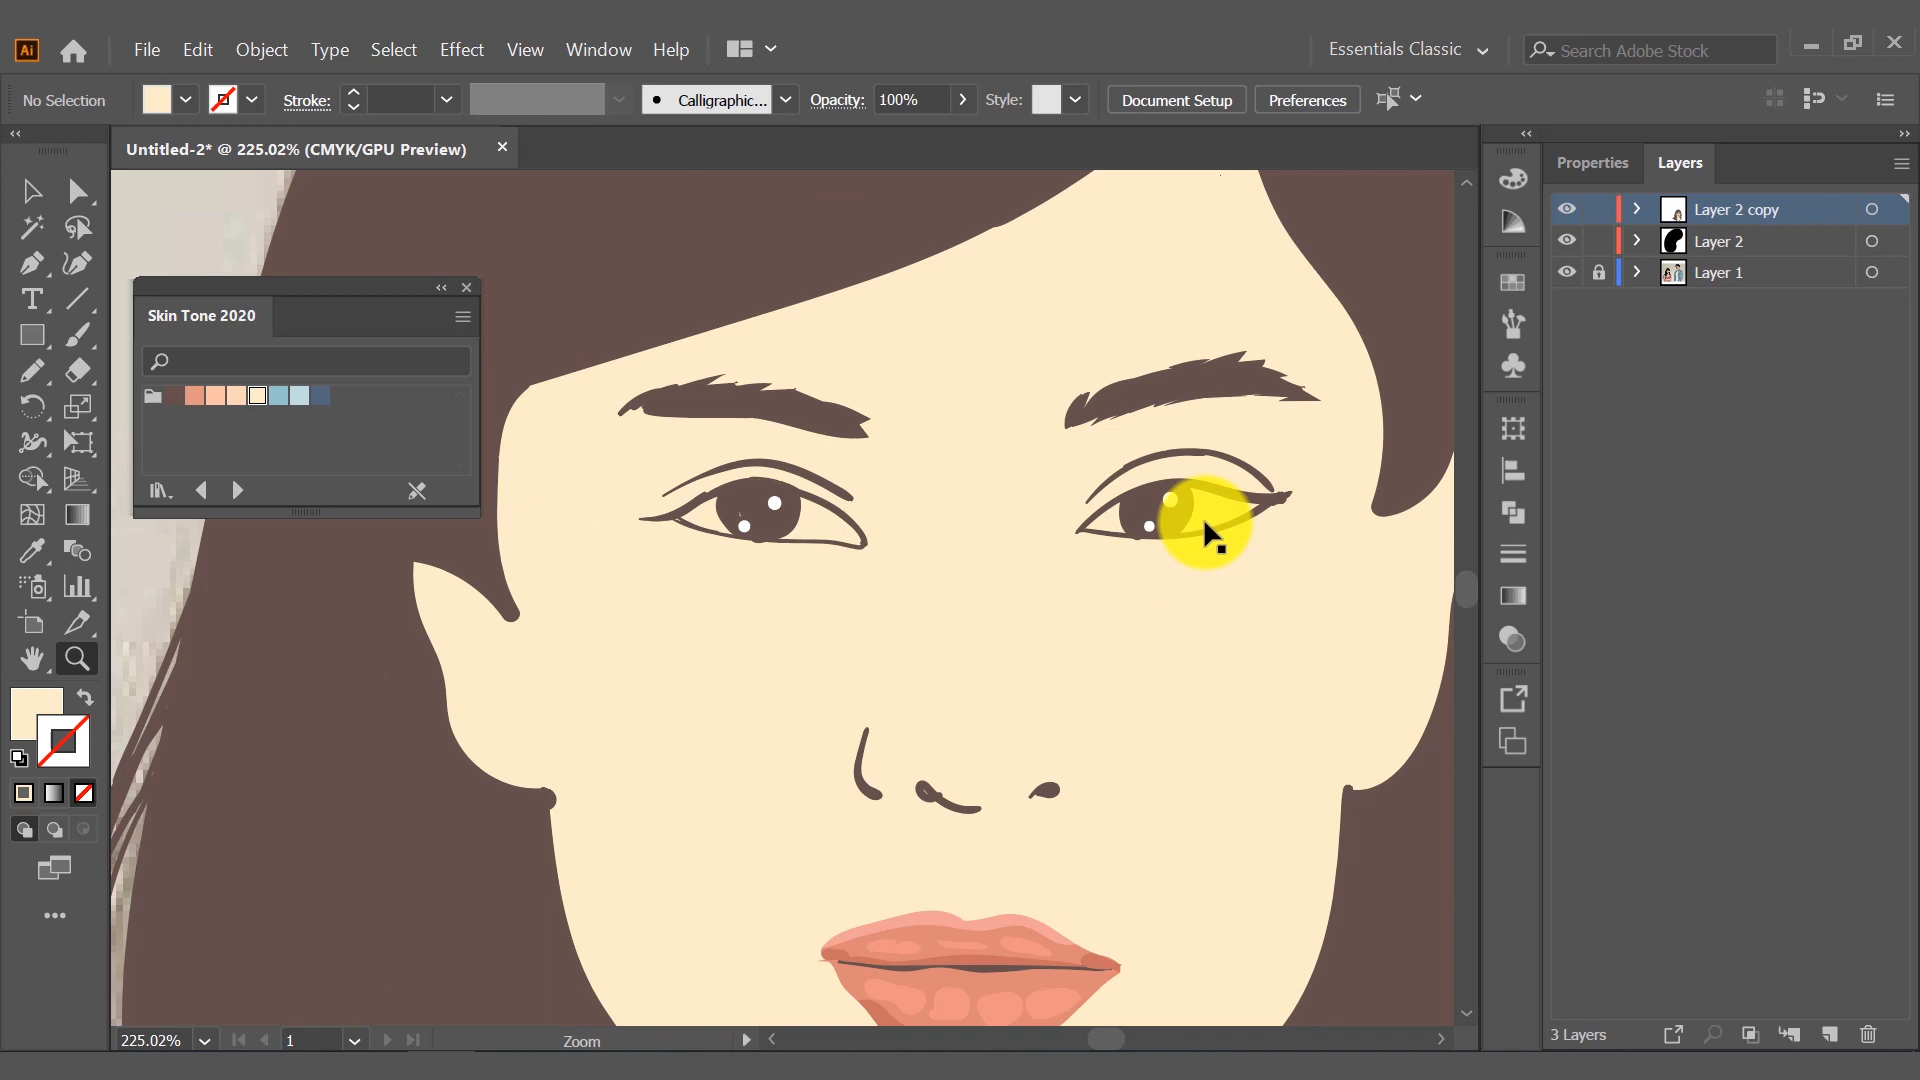 Ai File Edit Object Type Select Effect View Window Help Essentials Classic Search Adobe Stock
No Selection Stroke: Calligraphic... Opacity: 100% Style: Document Setup Preferences
Untitled-2* @ 225.02% (CMYK/GPU Preview)
Properties Layers
Layer 2 copy
Layer 2
Layer 1
Skin Tone 2020
225.02% 1 Zoom
3 Layers